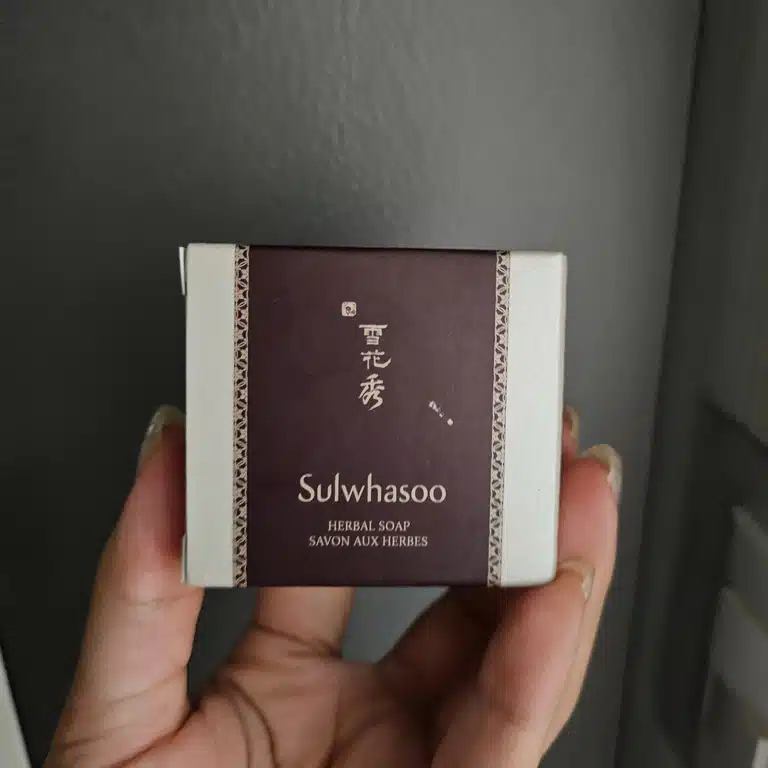 雪花秀
Sulwhasoo
HERBAL SOAP
SAVON AUX HERBES